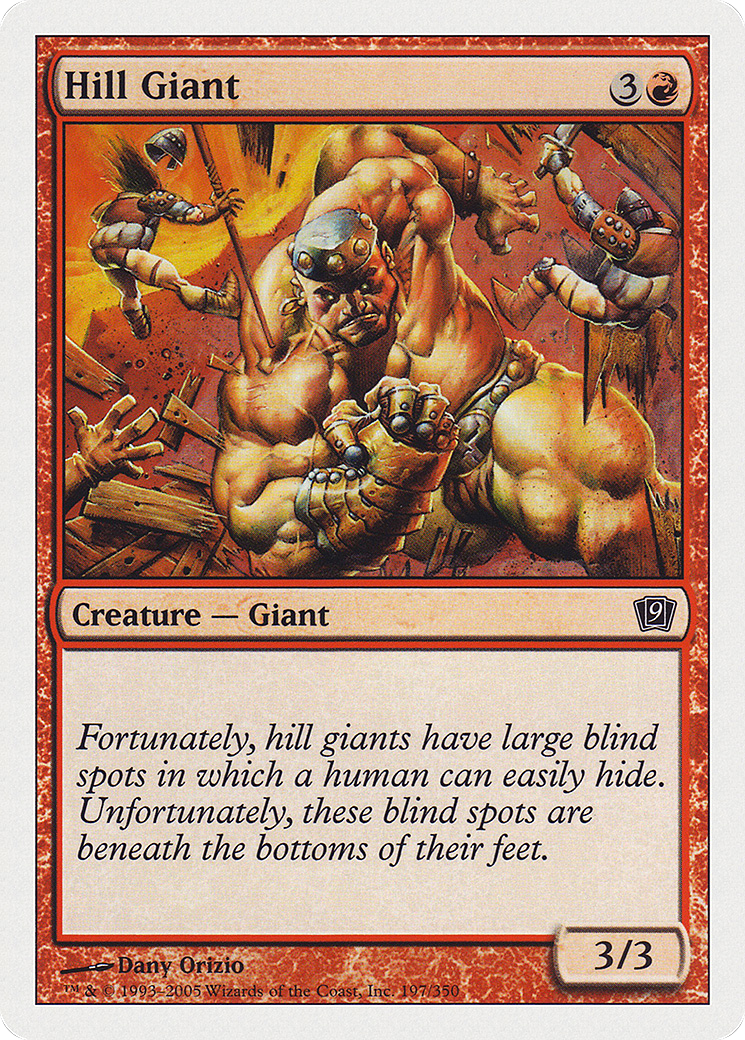 Hill Giant 3
Creature — Giant 9
Fortunately, hill giants have large blind
spots in which a human can easily hide.
Unfortunately, these blind spots are
beneath the bottoms of their feet.
3/3
Dany Orizio
™ & © 1993–2005 Wizards of the Coast, Inc. 197/350